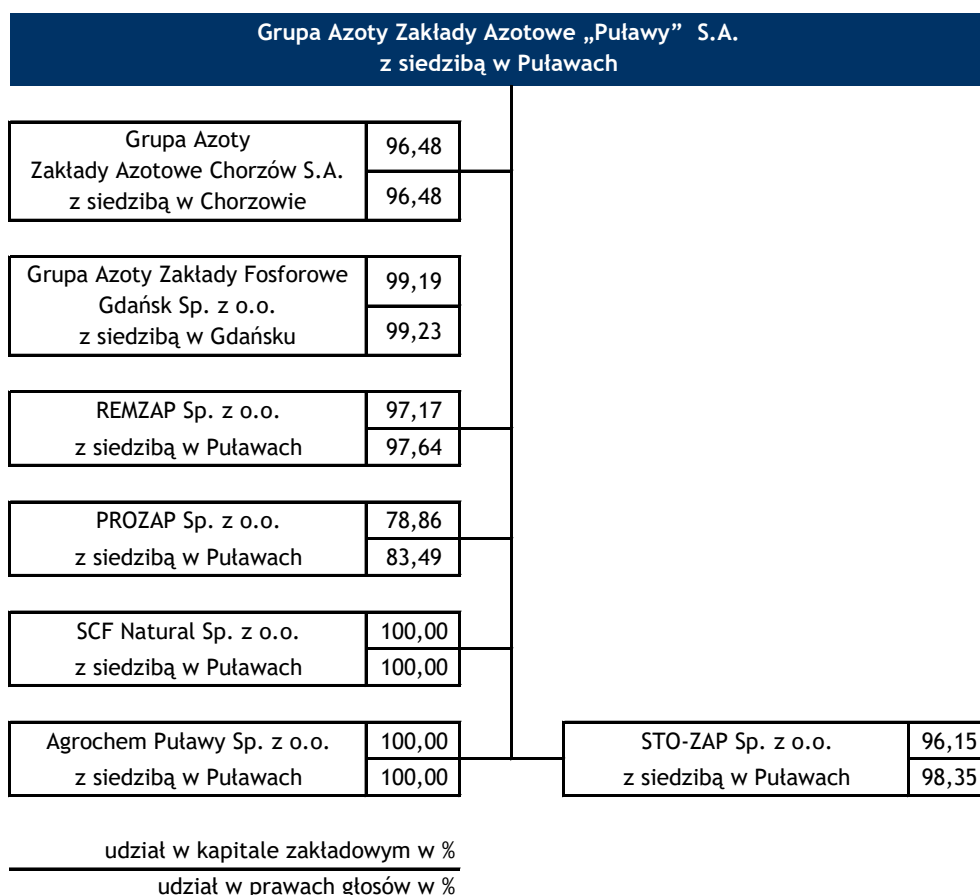 Grupa Azoty Zakłady Azotowe „Puławy” S.A.
z siedzibą w Puławach
Grupa Azoty
Zakłady Azotowe Chorzów S.A.
z siedzibą w Chorzowie
96,48
96,48
Grupa Azoty Zakłady Fosforowe
Gdańsk Sp. z o.o.
z siedzibą w Gdańsku
99,19
99,23
REMZAP Sp. z o.o.
z siedzibą w Puławach
97,17
97,64
PROZAP Sp. z o.o.
z siedzibą w Puławach
78,86
83,49
SCF Natural Sp. z o.o.
z siedzibą w Puławach
100,00
100,00
Agrochem Puławy Sp. z o.o.
z siedzibą w Puławach
100,00
100,00
STO-ZAP Sp. z o.o.
z siedzibą w Puławach
96,15
98,35
udział w kapitale zakładowym w %
udział w prawach głosów w %